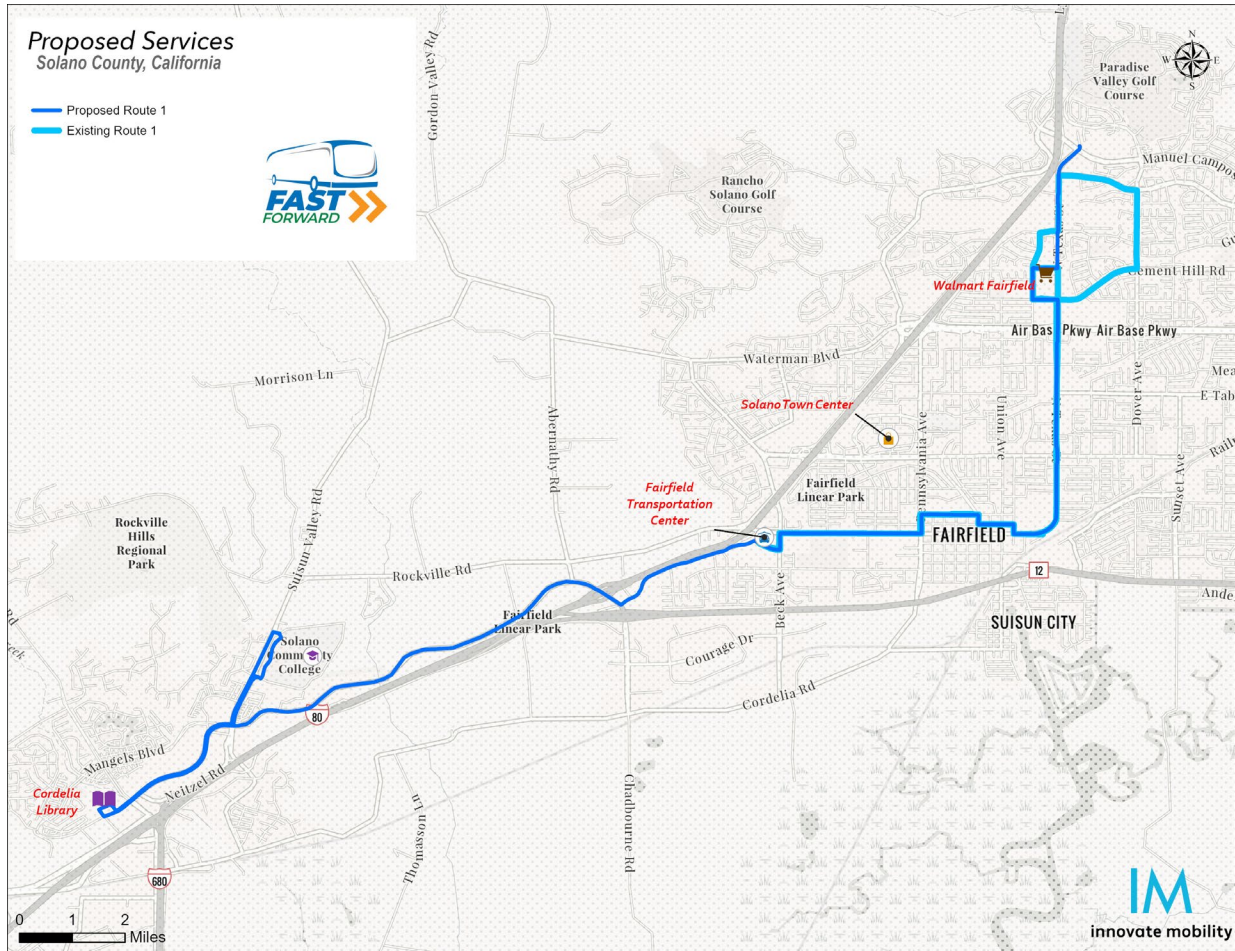 Proposed Services
Solano County, California
Proposed Route 1
Existing Route 1
FAST
FORWARD
N
W
E
S
Paradise
Valley Golf
Course
Gordon Valley Rd
Manuel Campos
Rancho
Solano Golf
Course
Cement Hill Rd
Walmart Fairfield
Air Base Pkwy
Air Base Pkwy
Waterman Blvd
Morrison Ln
Dover Ave
E Tab
Solano Town Center
Union Ave
Pennsylvania Ave
Abernathy Rd
Sunset Ave
Fairfield
Linear Park
Fairfield
Transportation
Center
Suisun Valley Rd
Rockville
Hills
Regional
Park
FAIRFIELD
12
Rockville Rd
Beck Ave
Fairfield
Linear Park
SUISUN CITY
Solano
Community
College
Courage Dr
Cordelia Rd
80
Mangels Blvd
Neitzel Rd
Cordelia
Library
Thomasson Ln
Chadbourne Rd
680
0 1 2
Miles
IM
innovate mobility